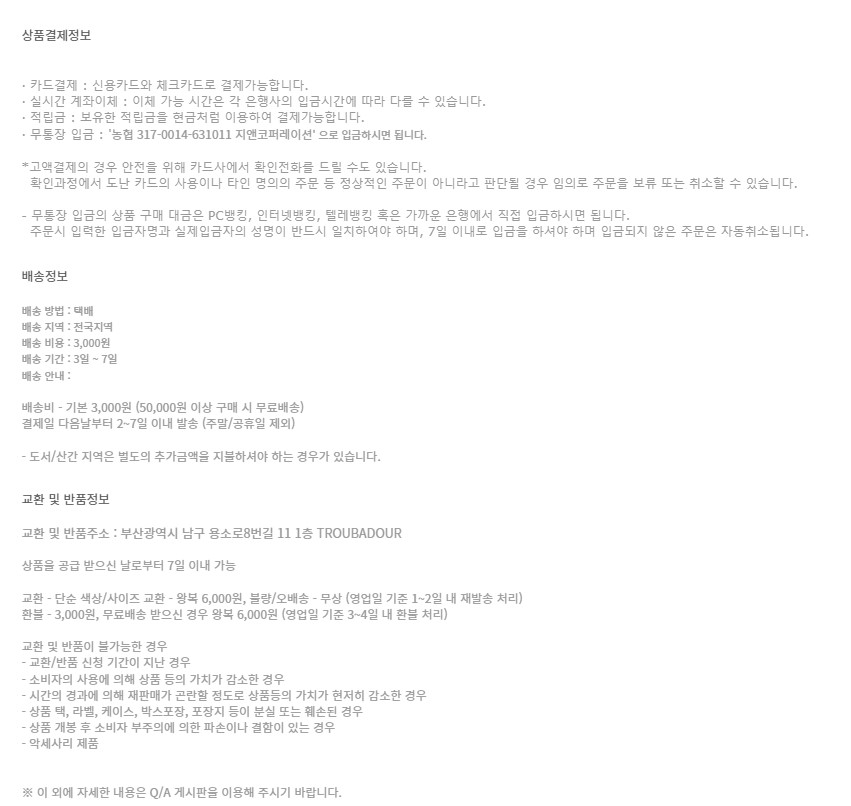 상품결제정보
· 카드결제 : 신용카드와 체크카드로 결제가능합니다.
· 실시간 계좌이체 : 이체 가능 시간은 각 은행사의 입금시간에 따라 다를 수 있습니다.
· 적립금 : 보유한 적립금을 현금처럼 이용하여 결제가능합니다.
· 무통장 입금 : '농협 317-0014-631011 지앤코퍼레이션' 으로 입금하시면 됩니다.
*고액결제의 경우 안전을 위해 카드사에서 확인전화를 드릴 수도 있습니다.
확인과정에서 도난 카드의 사용이나 타인 명의의 주문 등 정상적인 주문이 아니라고 판단될 경우 임의로 주문을 보류 또는 취소할 수 있습니다.
- 무통장 입금의 상품 구매 대금은 PC뱅킹, 인터넷뱅킹, 텔레뱅킹 혹은 가까운 은행에서 직접 입금하시면 됩니다.
주문시 입력한 입금자명과 실제입금자의 성명이 반드시 일치하여야 하며, 7일 이내로 입금을 하셔야 하며 입금되지 않은 주문은 자동취소됩니다.
배송정보
배송 방법 : 택배
배송 지역 : 전국지역
배송 비용 : 3,000원
배송 기간 : 3일 ~ 7일
배송 안내 :
배송비 - 기본 3,000원 (50,000원 이상 구매 시 무료배송)
결제일 다음날부터 2~7일 이내 발송 (주말/공휴일 제외)
- 도서/산간 지역은 별도의 추가금액을 지불하셔야 하는 경우가 있습니다.
교환 및 반품정보
교환 및 반품주소 : 부산광역시 남구 용소로8번길 11 1층 TROUBADOUR
상품을 공급 받으신 날로부터 7일 이내 가능
교환 - 단순 색상/사이즈 교환 - 왕복 6,000원, 불량/오배송 - 무상 (영업일 기준 1~2일 내 재발송 처리)
환불 - 3,000원, 무료배송 받으신 경우 왕복 6,000원 (영업일 기준 3~4일 내 환불 처리)
교환 및 반품이 불가능한 경우
- 교환/반품 신청 기간이 지난 경우
- 소비자의 사용에 의해 상품 등의 가치가 감소한 경우
- 시간의 경과에 의해 재판매가 곤란할 정도로 상품등의 가치가 현저히 감소한 경우
- 상품 택, 라벨, 케이스, 박스포장, 포장지 등이 분실 또는 훼손된 경우
- 상품 개봉 후 소비자 부주의에 의한 파손이나 결함이 있는 경우
- 악세사리 제품
※ 이 외에 자세한 내용은 Q/A 게시판을 이용해 주시기 바랍니다.